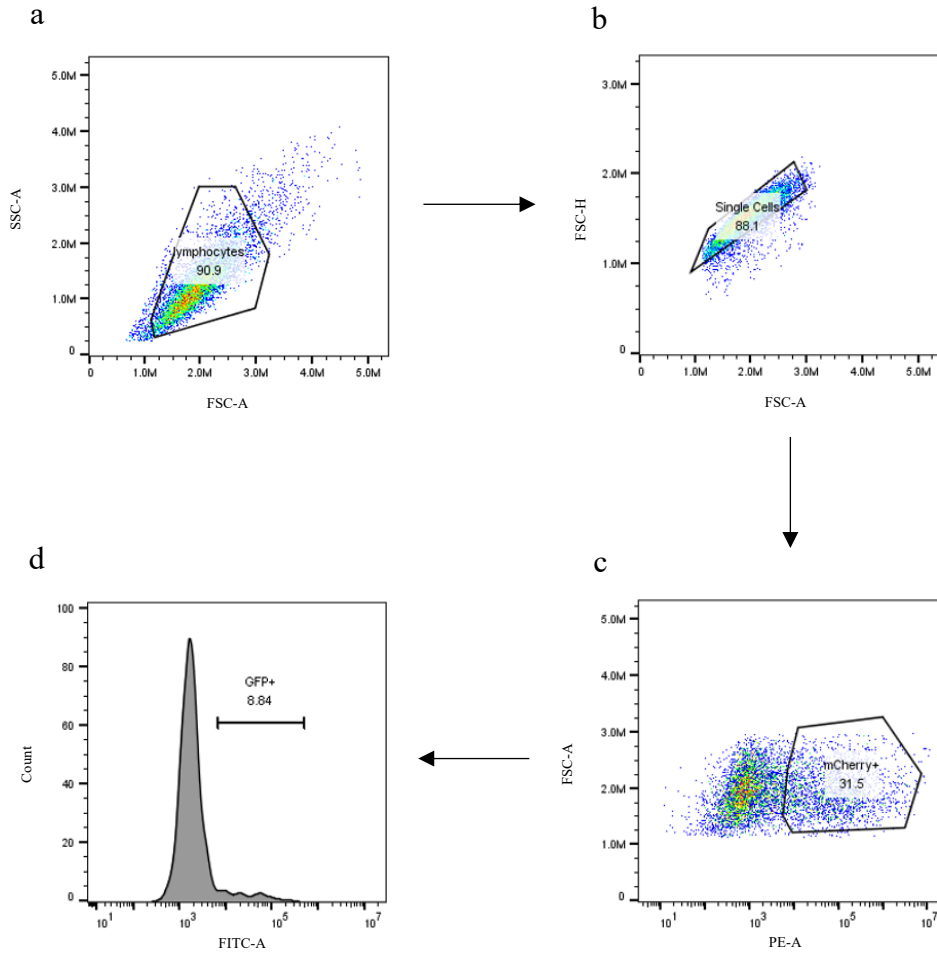 a
5.0M
4.0M
3.0M
2.0M
1.0M
0
SSC-A
lymphocytes
90.9
0 1.0M 2.0M 3.0M 4.0M 5.0M
FSC-A
b
3.0M
2.0M
1.0M
0
FSC-H
Single Cells
88.1
0 1.0M 2.0M 3.0M 4.0M 5.0M
FSC-A
d
100
80
60
40
20
0
Count
GFP+
8.84
10¹ 10³ 10⁵ 10⁷
FITC-A
c
5.0M
4.0M
3.0M
2.0M
1.0M
0
FSC-A
mCherry+
31.5
10¹ 10³ 10⁵ 10⁷
PE-A